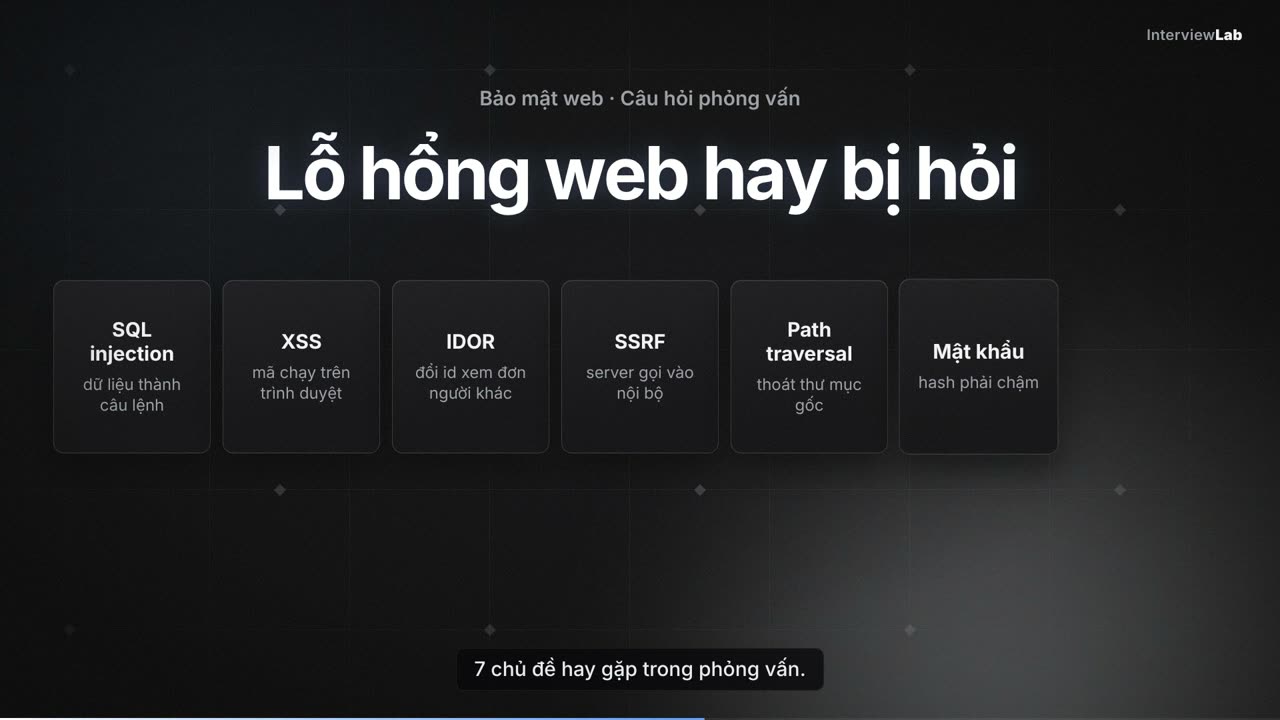 InterviewLab
Bảo mật web · Câu hỏi phỏng vấn
Lỗ hổng web hay bị hỏi
SQL
injection
dữ liệu thành
câu lệnh
XSS
mã chạy trên
trình duyệt
IDOR
đổi id xem đơn
người khác
SSRF
server gọi vào
nội bộ
Path
traversal
thoát thư mục
gốc
Mật khẩu
hash phải chậm
7 chủ đề hay gặp trong phỏng vấn.